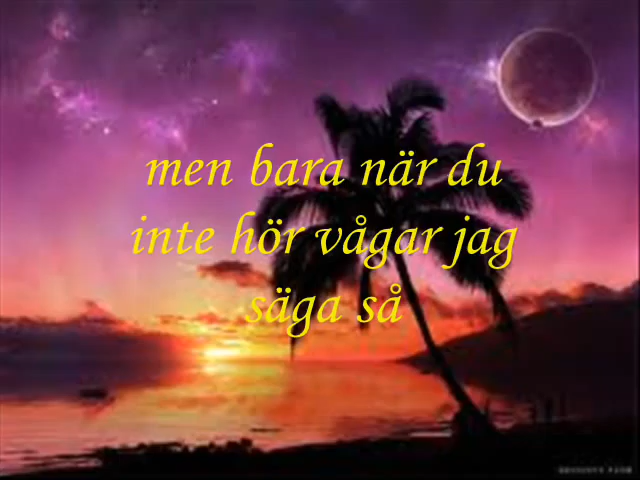 men bara när du
inte hör vågar jag
säga så